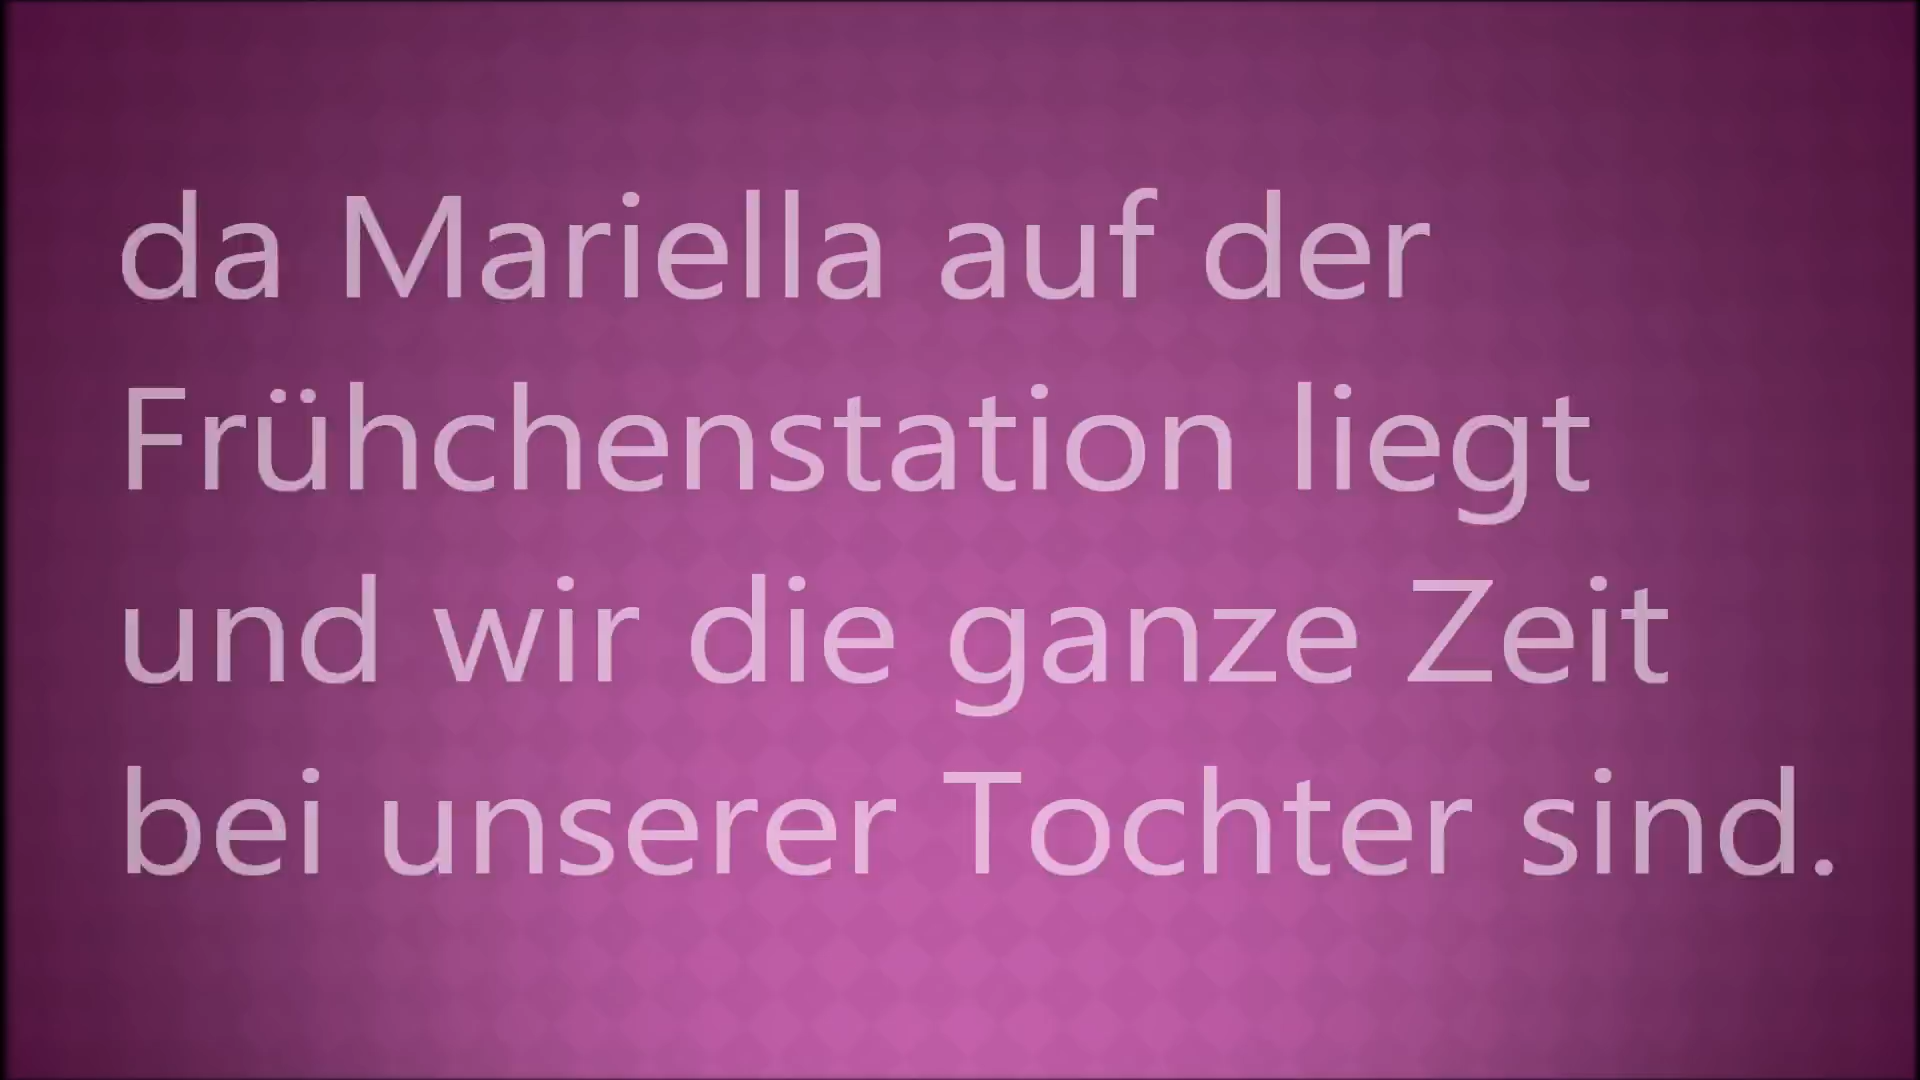 da Mariella auf der
Frühchenstation liegt
und wir die ganze Zeit
bei unserer Tochter sind.